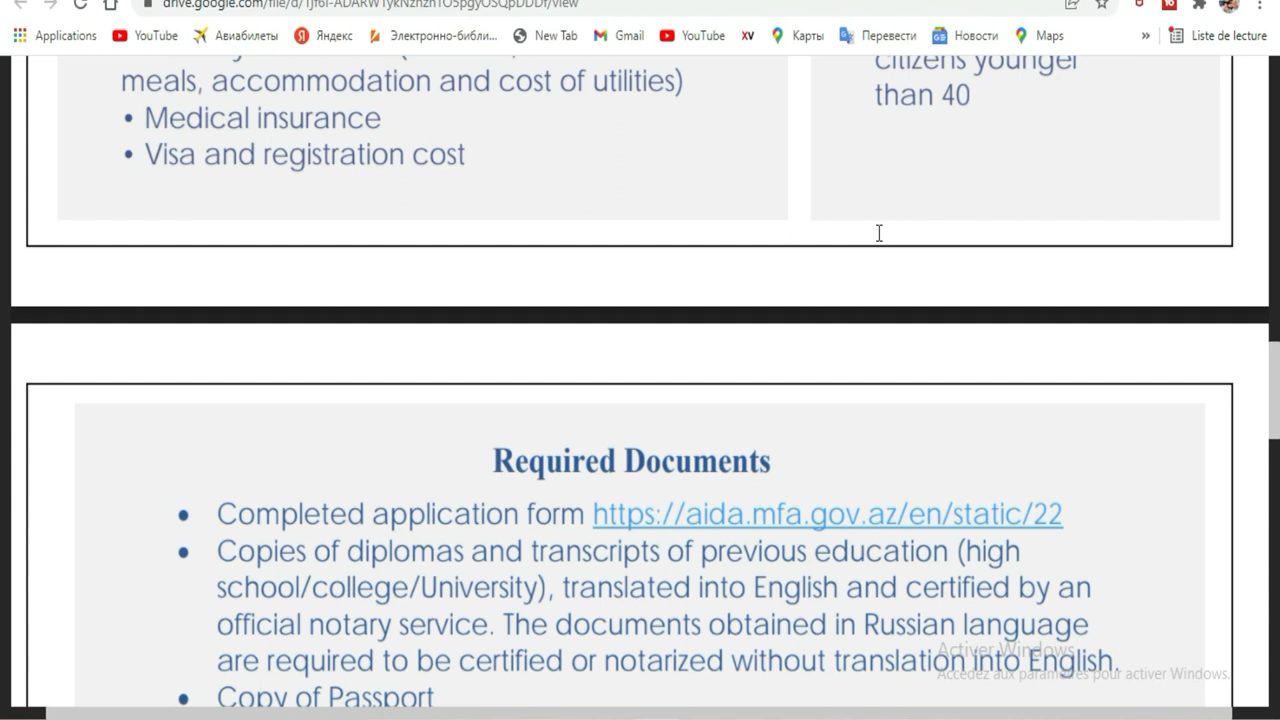 Applications YouTube Авиабилеты Яндекс Электронно-библи... New Tab Gmail YouTube XV Карты Перевести Новости Maps » Liste de lecture
meals, accommodation and cost of utilities)
• Medical insurance
• Visa and registration cost
citizens younger
than 40
Required Documents
• Completed application form https://aida.mfa.gov.az/en/static/22
• Copies of diplomas and transcripts of previous education (high
school/college/University), translated into English and certified by an
official notary service. The documents obtained in Russian language
are required to be certified or notarized without translation into English.
• Copy of Passport
Activer Windows
Accédez aux paramètres pour activer Windows.